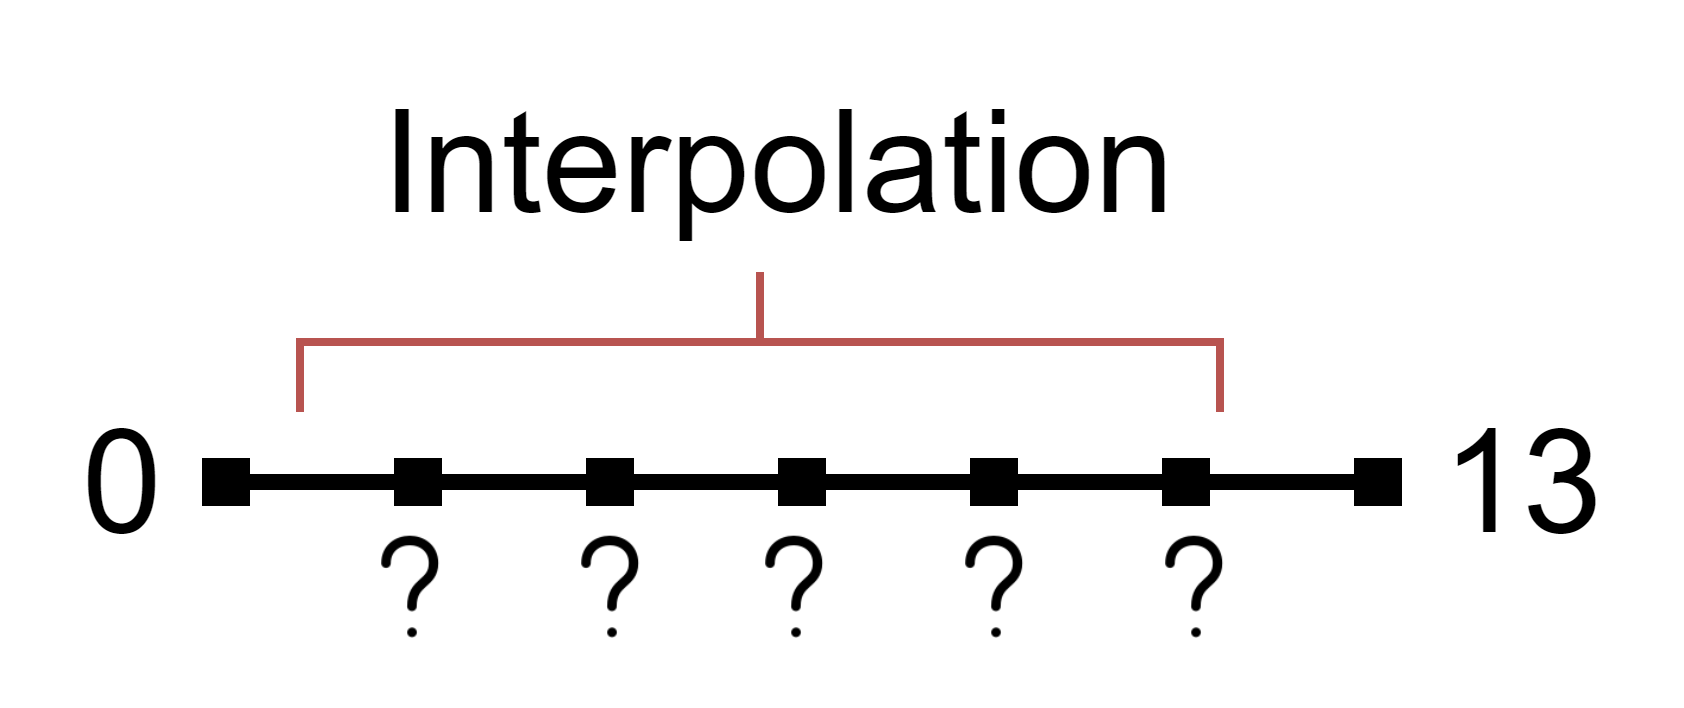 Interpolation
0 13
? ? ? ? ?